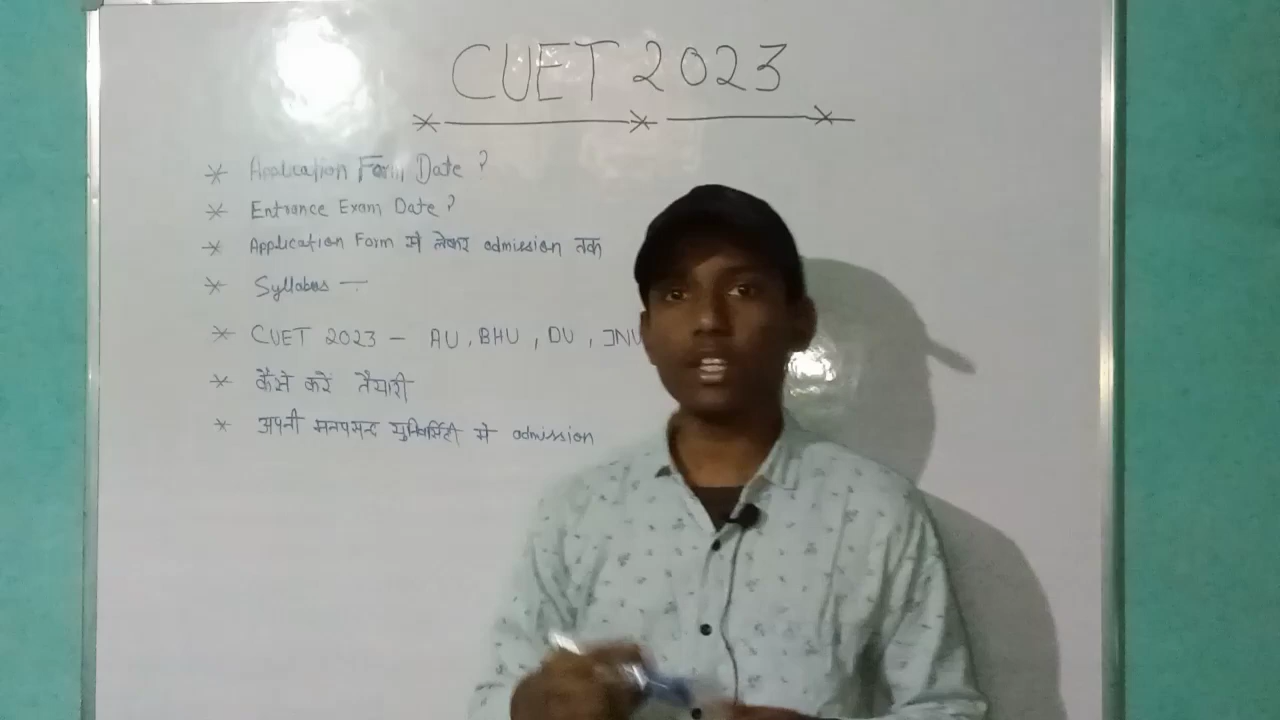 CUET 2023
* Application Form Date ?
* Entrance Exam Date ?
* Application Form से लेकर admission तक
* Syllabus —
* CUET 2023 – AU, BHU, DU, JNU
* कैसे करें तैयारी
* अपनी मनपसन्द युनिवर्सिटी मे admission